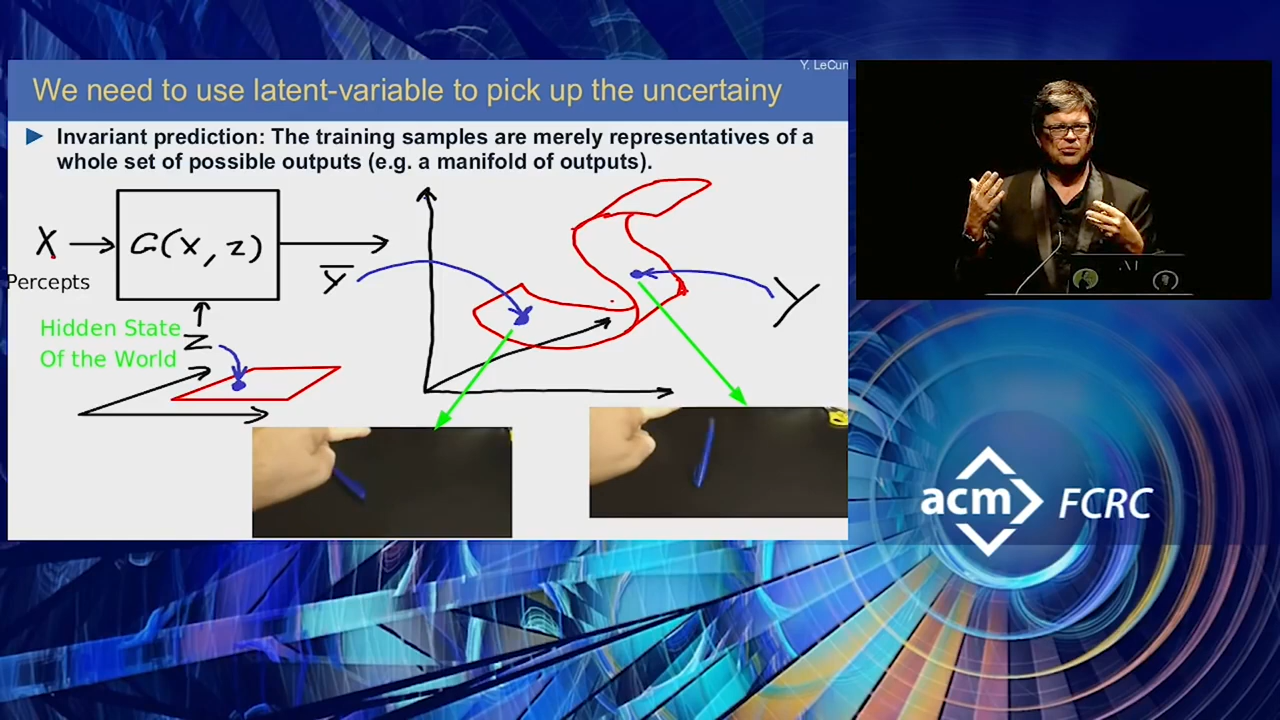 Y. LeCun
We need to use latent-variable to pick up the uncertainy
Invariant prediction: The training samples are merely representatives of a
whole set of possible outputs (e.g. a manifold of outputs).
X
G(X, Z)
Y
Percepts
Y
Hidden State
Z
Of the World
acm FCRC